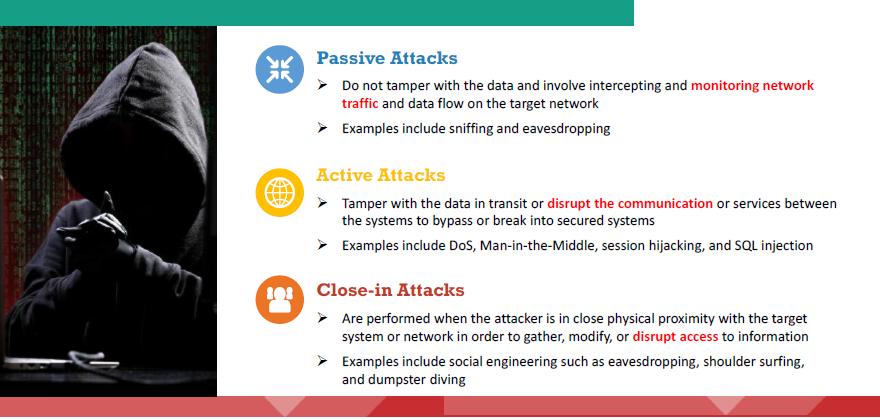 Passive Attacks
➢ Do not tamper with the data and involve intercepting and monitoring network
traffic and data flow on the target network
➢ Examples include sniffing and eavesdropping
Active Attacks
➢ Tamper with the data in transit or disrupt the communication or services between
the systems to bypass or break into secured systems
➢ Examples include DoS, Man-in-the-Middle, session hijacking, and SQL injection
Close-in Attacks
➢ Are performed when the attacker is in close physical proximity with the target
system or network in order to gather, modify, or disrupt access to information
➢ Examples include social engineering such as eavesdropping, shoulder surfing,
and dumpster diving